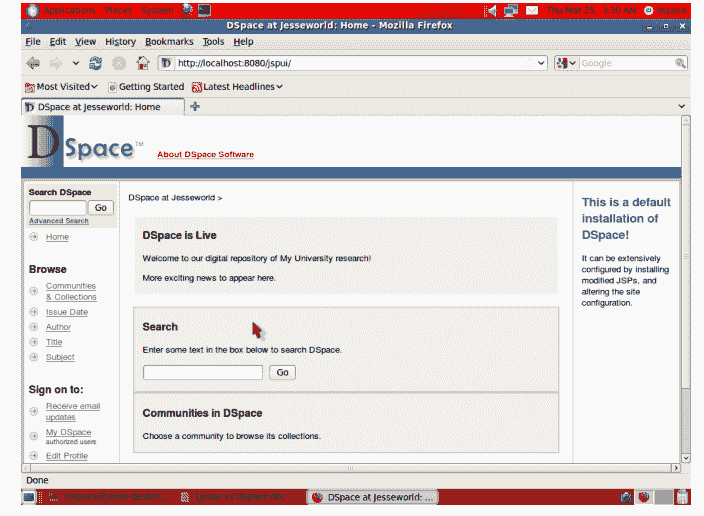 Applications Places System Thu Mar 25, 3:30 AM dspace
DSpace at Jesseworld: Home - Mozilla Firefox
File Edit View History Bookmarks Tools Help
http://localhost:8080/jspui/ Google
Most Visited Getting Started Latest Headlines
DSpace at Jesseworld: Home
DSpace™ About DSpace Software
Search DSpace
Go
Advanced Search
Home
Browse
Communities
& Collections
Issue Date
Author
Title
Subject
Sign on to:
Receive email
updates
My DSpace
authorized users
Edit Profile
DSpace at Jesseworld >
DSpace is Live
Welcome to our digital repository of My University research!
More exciting news to appear here.
Search
Enter some text in the box below to search DSpace.
Go
Communities in DSpace
Choose a community to browse its collections.
This is a default
installation of
DSpace!
It can be extensively
configured by installing
modified JSPs, and
altering the site
configuration.
Done
DSpace at Jesseworld: ...